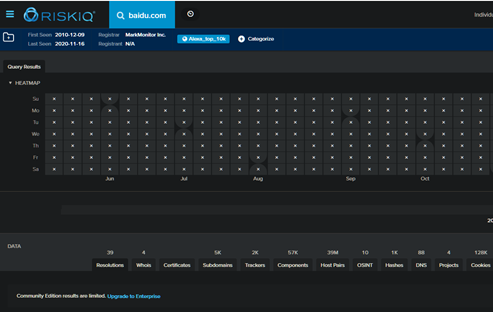 RISKIQ baidu.com Individu
First Seen 2010-12-09 Registrar MarkMonitor Inc. Alexa_top_10k Categorize
Last Seen 2020-11-16 Registrant N/A
Query Results
HEATMAP
Su
Mo
Tu
We
Th
Fr
Sa
Jun Jul Aug Sep Oct
20
DATA
39 4 5K 2K 57K 39M 10 1K 88 4 128K
Resolutions Whois Certificates Subdomains Trackers Components Host Pairs OSINT Hashes DNS Projects Cookies
Community Edition results are limited. Upgrade to Enterprise